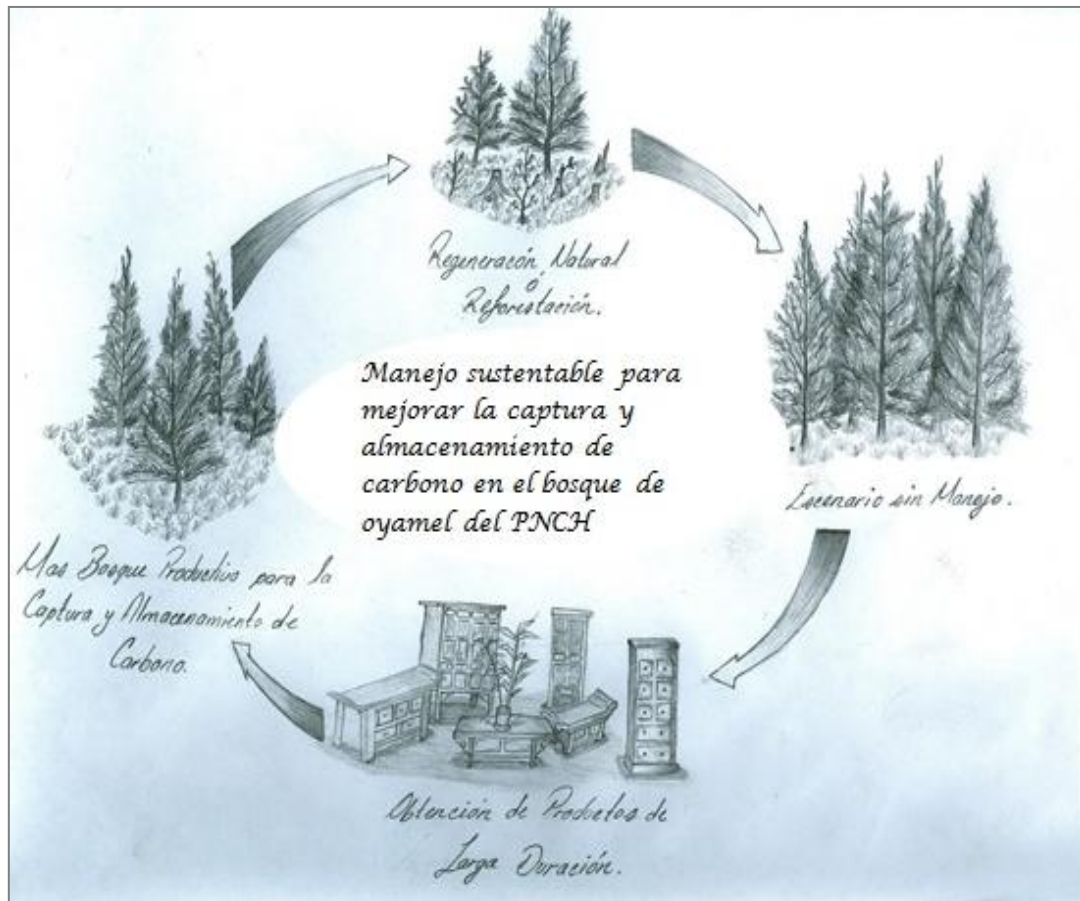 Regeneración Natural
o
Reforestación.
Manejo sustentable para
mejorar la captura y
almacenamiento de
carbono en el bosque de
oyamel del PNCH
Escenario sin Manejo.
Mas Bosque Productivo para la
Captura y Almacenamiento de
Carbono.
Obtención de Productos de
Larga Duración.